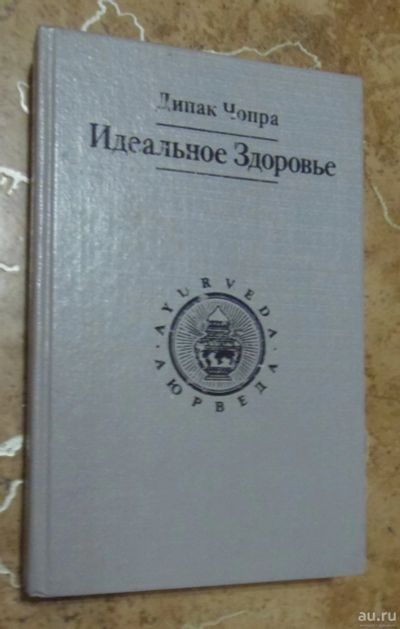 Дипак Чопра
Идеальное Здоровье
AYURVEDA
АЮРВЕДА
au.ru